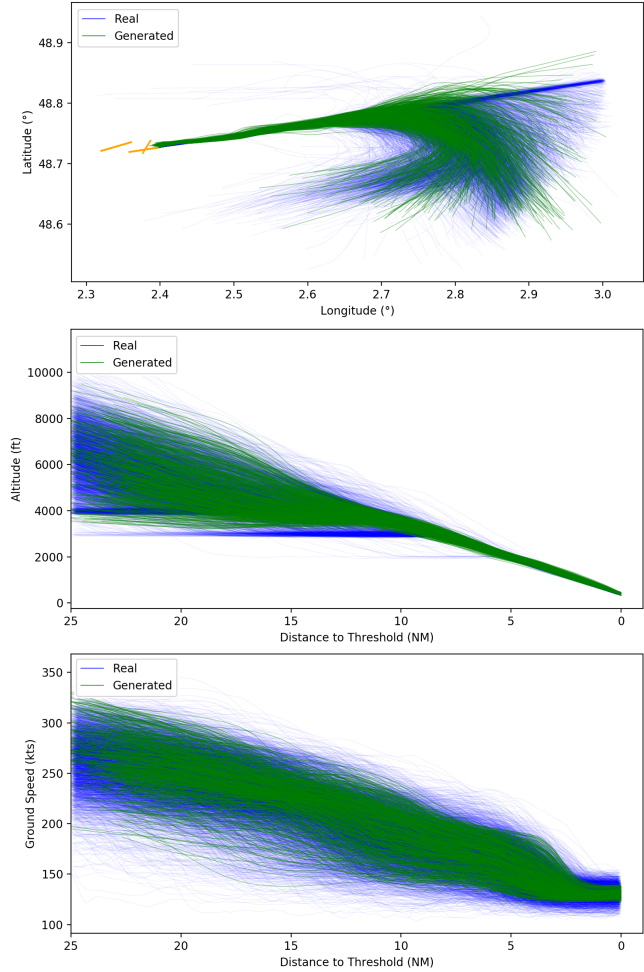 Real
Generated
48.9
48.8
48.7
48.6
Latitude (°)
2.3 2.4 2.5 2.6 2.7 2.8 2.9 3.0
Longitude (°)
Real
Generated
10000
8000
6000
4000
2000
0
Altitude (ft)
25 20 15 10 5 0
Distance to Threshold (NM)
Real
Generated
350
300
250
200
150
100
Ground Speed (kts)
25 20 15 10 5 0
Distance to Threshold (NM)